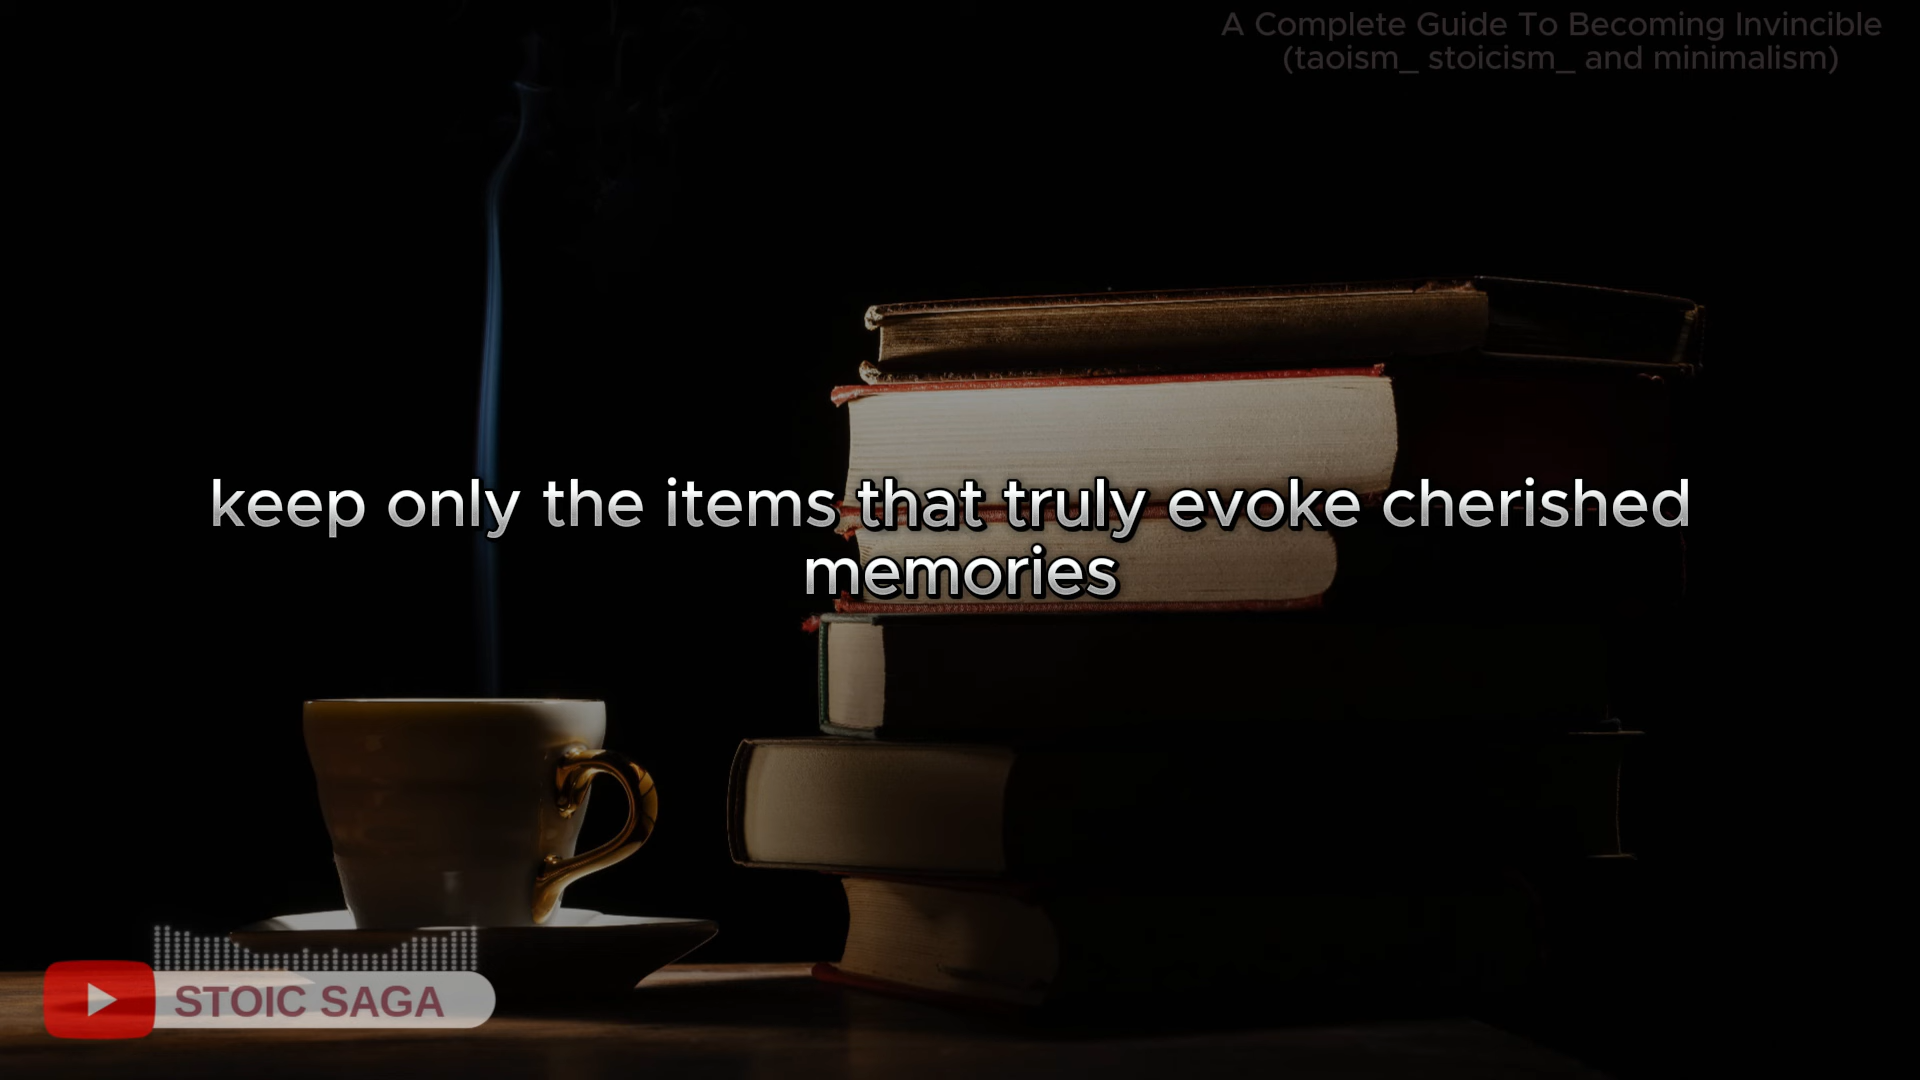 A Complete Guide To Becoming Invincible
(taoism_ stoicism_ and minimalism)
keep only the items that truly evoke cherished
memories
STOIC SAGA